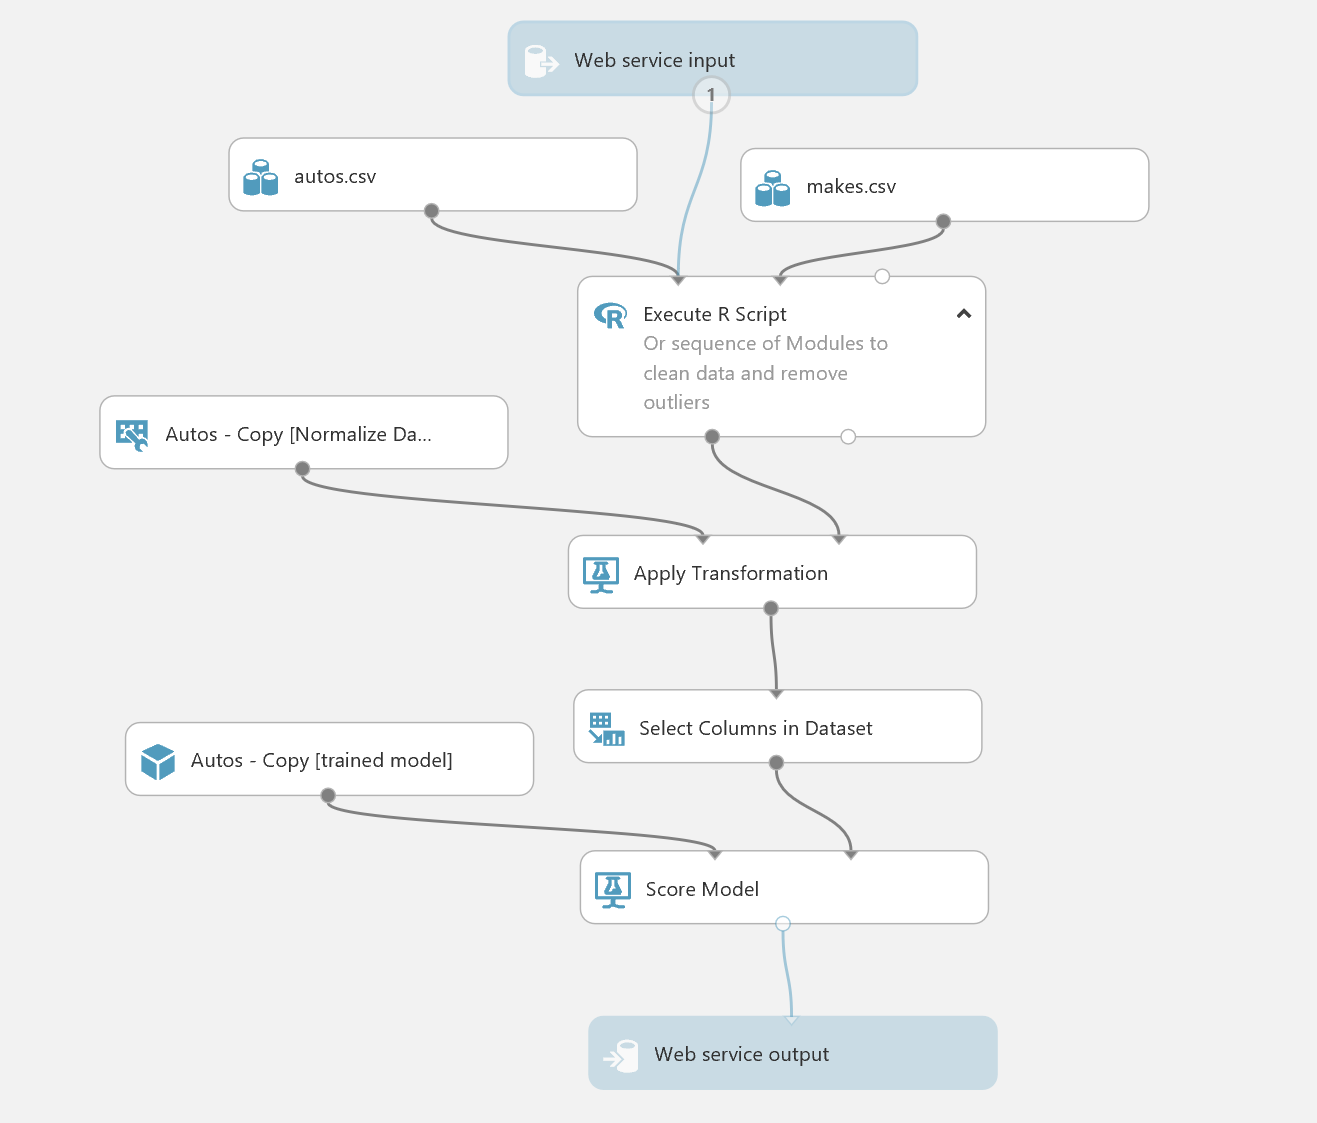 Web service input
1
autos.csv
makes.csv
Execute R Script
Or sequence of Modules to
clean data and remove
outliers
Autos - Copy [Normalize Da...
Apply Transformation
Select Columns in Dataset
Autos - Copy [trained model]
Score Model
Web service output